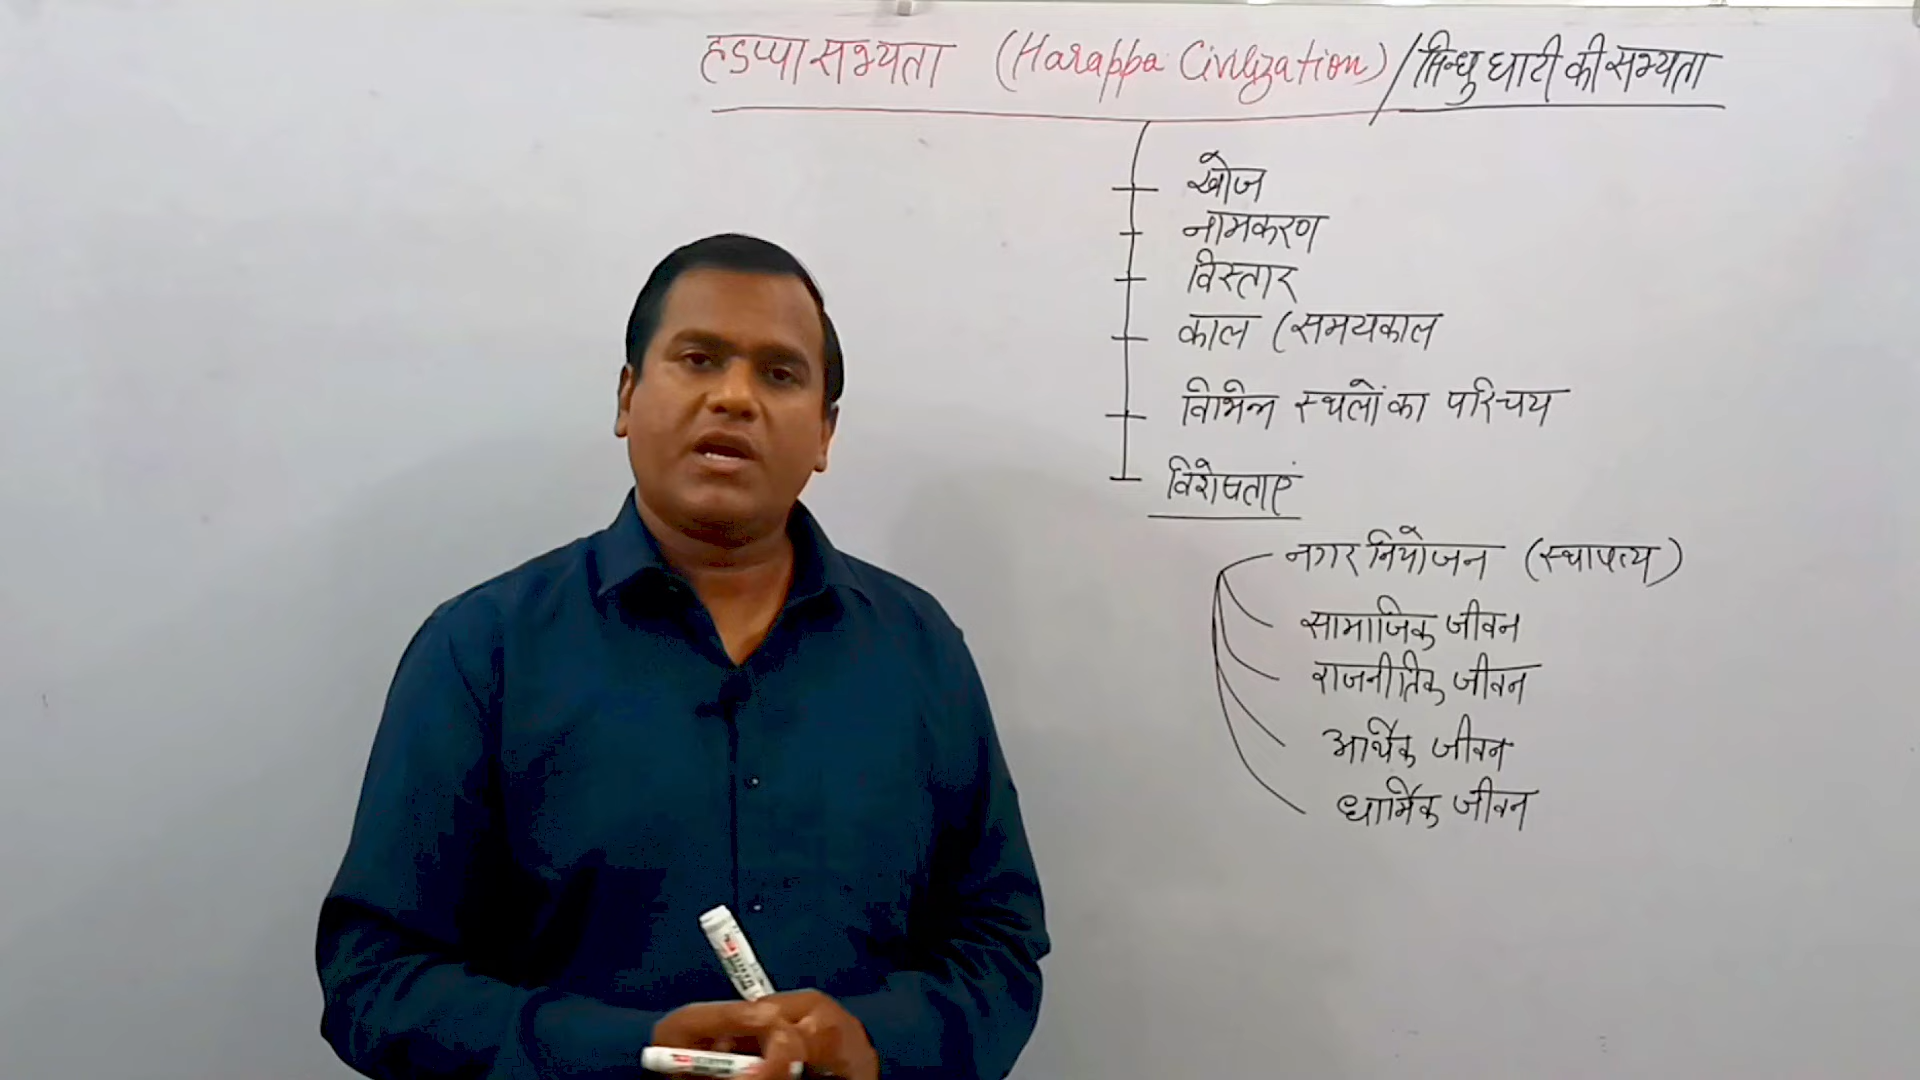 हडप्पा सभ्यता (Harappa Civilization) / सिन्धु घाटी की सभ्यता
खोज
नामकरण
विस्तार
काल (समयकाल
विभिन्न स्थलों का परिचय
विशेषताएं
नगर नियोजन (स्थापत्य)
सामाजिक जीवन
राजनीतिक जीवन
आर्थिक जीवन
धार्मिक जीवन